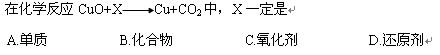 在化学反应 CuO+X⟶Cu+CO₂中，X 一定是↵
A.单质 B.化合物 C.氧化剂 D.还原剂↵